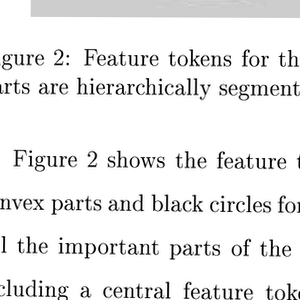 gure 2: Feature tokens for th
arts are hierarchically segment
Figure 2 shows the feature t
nvex parts and black circles for
l the important parts of the
cluding a central feature toke